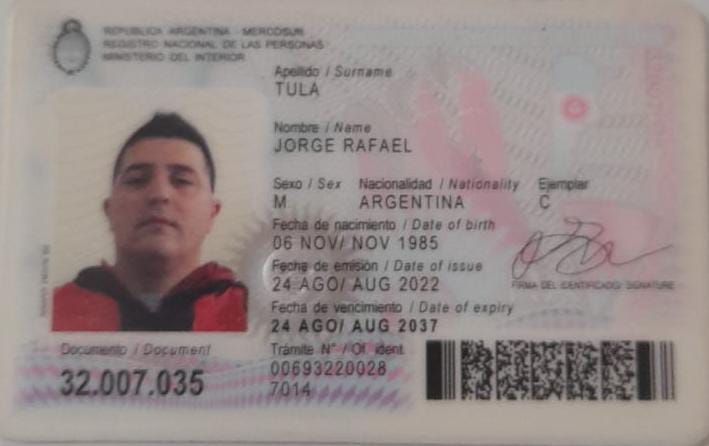 REPUBLICA ARGENTINA - MERCOSUR
REGISTRO NACIONAL DE LAS PERSONAS
MINISTERIO DEL INTERIOR
Apellido / Surname
TULA
Nombre / Name
JORGE RAFAEL
Sexo / Sex Nacionalidad / Nationality Ejemplar
M ARGENTINA C
Fecha de nacimiento / Date of birth
06 NOV/ NOV 1985
Fecha de emisión / Date of issue
24 AGO/ AUG 2022
FIRMA DEL IDENTIFICADO/ SIGNATURE
Fecha de vencimiento / Date of expiry
24 AGO/ AUG 2037
Documento / Document
32.007.035
Trámite N° / Of. ident.
00693220028
7014